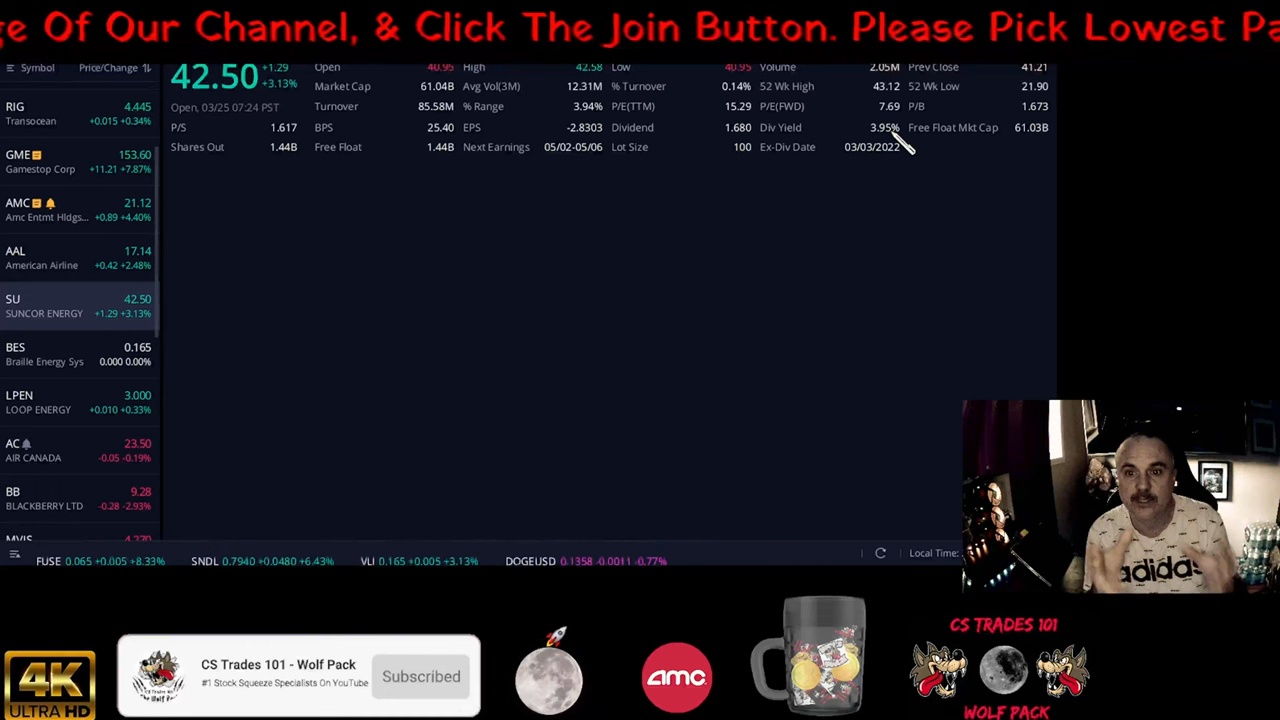 ge Of Our Channel, & Click The Join Button. Please Pick Lowest Pa
Symbol Price/Change
42.50 +1.29 +3.13%
Open 40.95 High 42.58 Low 40.95 Volume 2.05M Prev Close 41.21
Market Cap 61.04B Avg Vol(3M) 12.31M % Turnover 0.14% 52 Wk High 43.12 52 Wk Low 21.90
Open, 03/25 07:24 PST Turnover 85.58M % Range 3.94% P/E(TTM) 15.29 P/E(FWD) 7.69 P/B 1.673
P/S 1.617 BPS 25.40 EPS -2.8303 Dividend 1.680 Div Yield 3.95% Free Float Mkt Cap 61.03B
Shares Out 1.44B Free Float 1.44B Next Earnings 05/02-05/06 Lot Size 100 Ex-Div Date 03/03/2022
RIG 4.445
Transocean +0.015 +0.34%
GME 153.60
Gamestop Corp +11.21 +7.87%
AMC 21.12
Amc Entmt Hldgs... +0.89 +4.40%
AAL 17.14
American Airline +0.42 +2.48%
SU 42.50
SUNCOR ENERGY +1.29 +3.13%
BES 0.165
Braille Energy Sys 0.000 0.00%
LPEN 3.000
LOOP ENERGY +0.010 +0.33%
AC 23.50
AIR CANADA -0.05 -0.19%
BB 9.28
BLACKBERRY LTD -0.28 -2.93%
MVIS 4.270
adidas
FUSE 0.065 +0.005 +8.33% SNDL 0.7940 +0.0480 +6.43% VLI 0.165 +0.005 +3.13% DOGEUSD 0.1358 -0.0011 -0.77%
Local Time:
4K
ULTRA HD
CS Trades 101 - Wolf Pack
#1 Stock Squeeze Specialists On YouTube
Subscribed
amc
CS TRADES 101
WOLF PACK